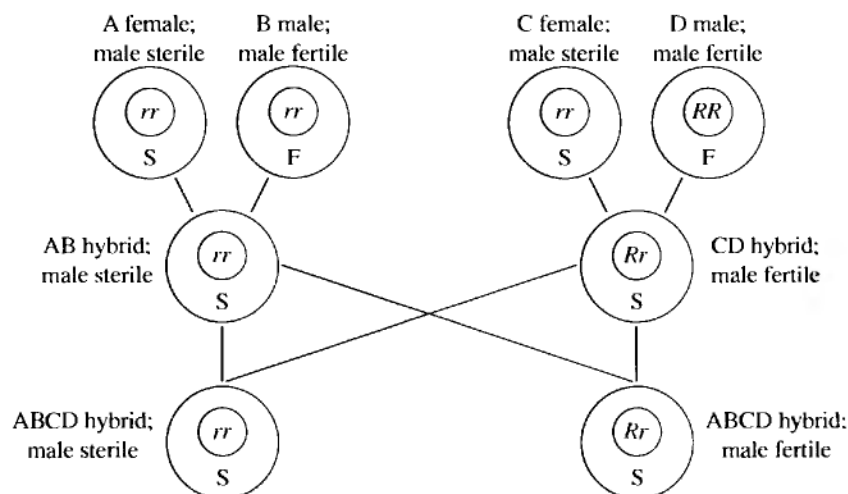 A female;
male sterile
B male;
male fertile
C female;
male sterile
D male;
male fertile
rr
S
rr
F
rr
S
RR
F
AB hybrid;
male sterile
rr
S
Rr
S
CD hybrid;
male fertile
ABCD hybrid;
male sterile
rr
S
Rr
S
ABCD hybrid;
male fertile